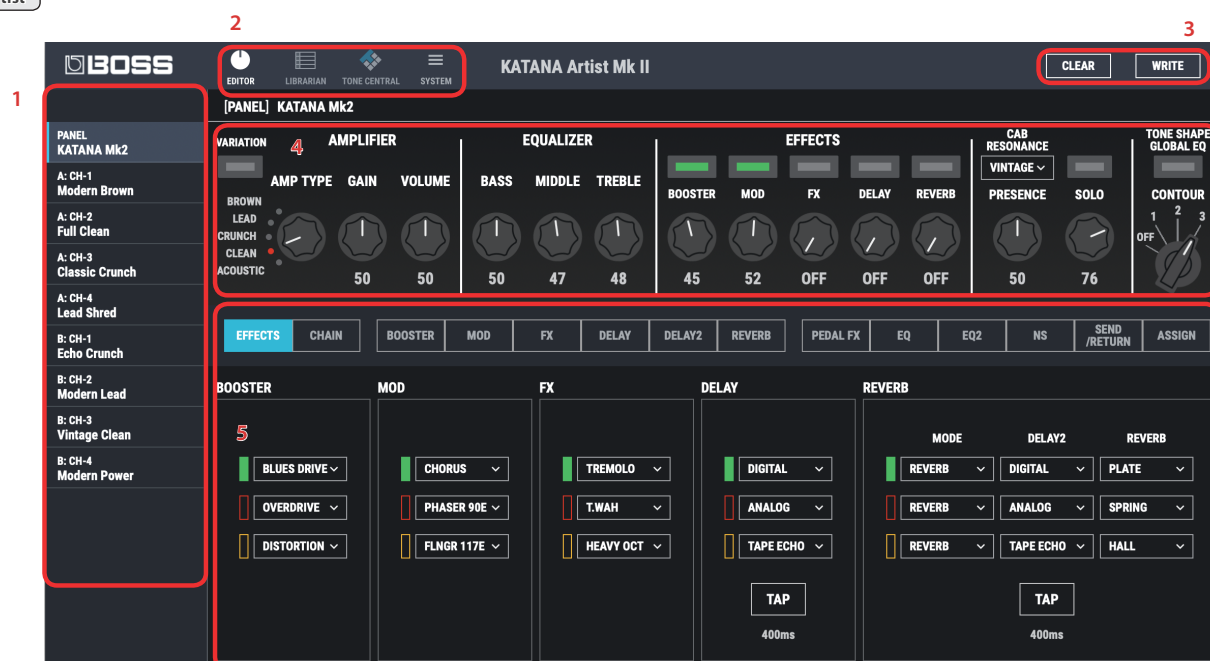 2
3
BOSS
EDITOR LIBRARIAN TONE CENTRAL SYSTEM
KATANA Artist Mk II
CLEAR WRITE
1
[PANEL] KATANA Mk2
PANEL
KATANA Mk2
A: CH-1
Modern Brown
A: CH-2
Full Clean
A: CH-3
Classic Crunch
A: CH-4
Lead Shred
B: CH-1
Echo Crunch
B: CH-2
Modern Lead
B: CH-3
Vintage Clean
B: CH-4
Modern Power
VARIATION
4
AMPLIFIER
AMP TYPE GAIN VOLUME
BROWN
LEAD
CRUNCH
CLEAN
ACOUSTIC
50 50
EQUALIZER
BASS MIDDLE TREBLE
50 47 48
EFFECTS
BOOSTER MOD FX DELAY REVERB
45 52 OFF OFF OFF
CAB
RESONANCE
VINTAGE
PRESENCE SOLO
50 76
TONE SHAPE
GLOBAL EQ
CONTOUR
OFF 1 2 3
EFFECTS CHAIN BOOSTER MOD FX DELAY DELAY2 REVERB PEDAL FX EQ EQ2 NS SEND /RETURN ASSIGN
BOOSTER
5
BLUES DRIVE
OVERDRIVE
DISTORTION
MOD
CHORUS
PHASER 90E
FLNGR 117E
FX
TREMOLO
T.WAH
HEAVY OCT
DELAY
DIGITAL
ANALOG
TAPE ECHO
TAP
400ms
REVERB
MODE DELAY2 REVERB
REVERB DIGITAL PLATE
REVERB ANALOG SPRING
REVERB TAPE ECHO HALL
TAP
400ms